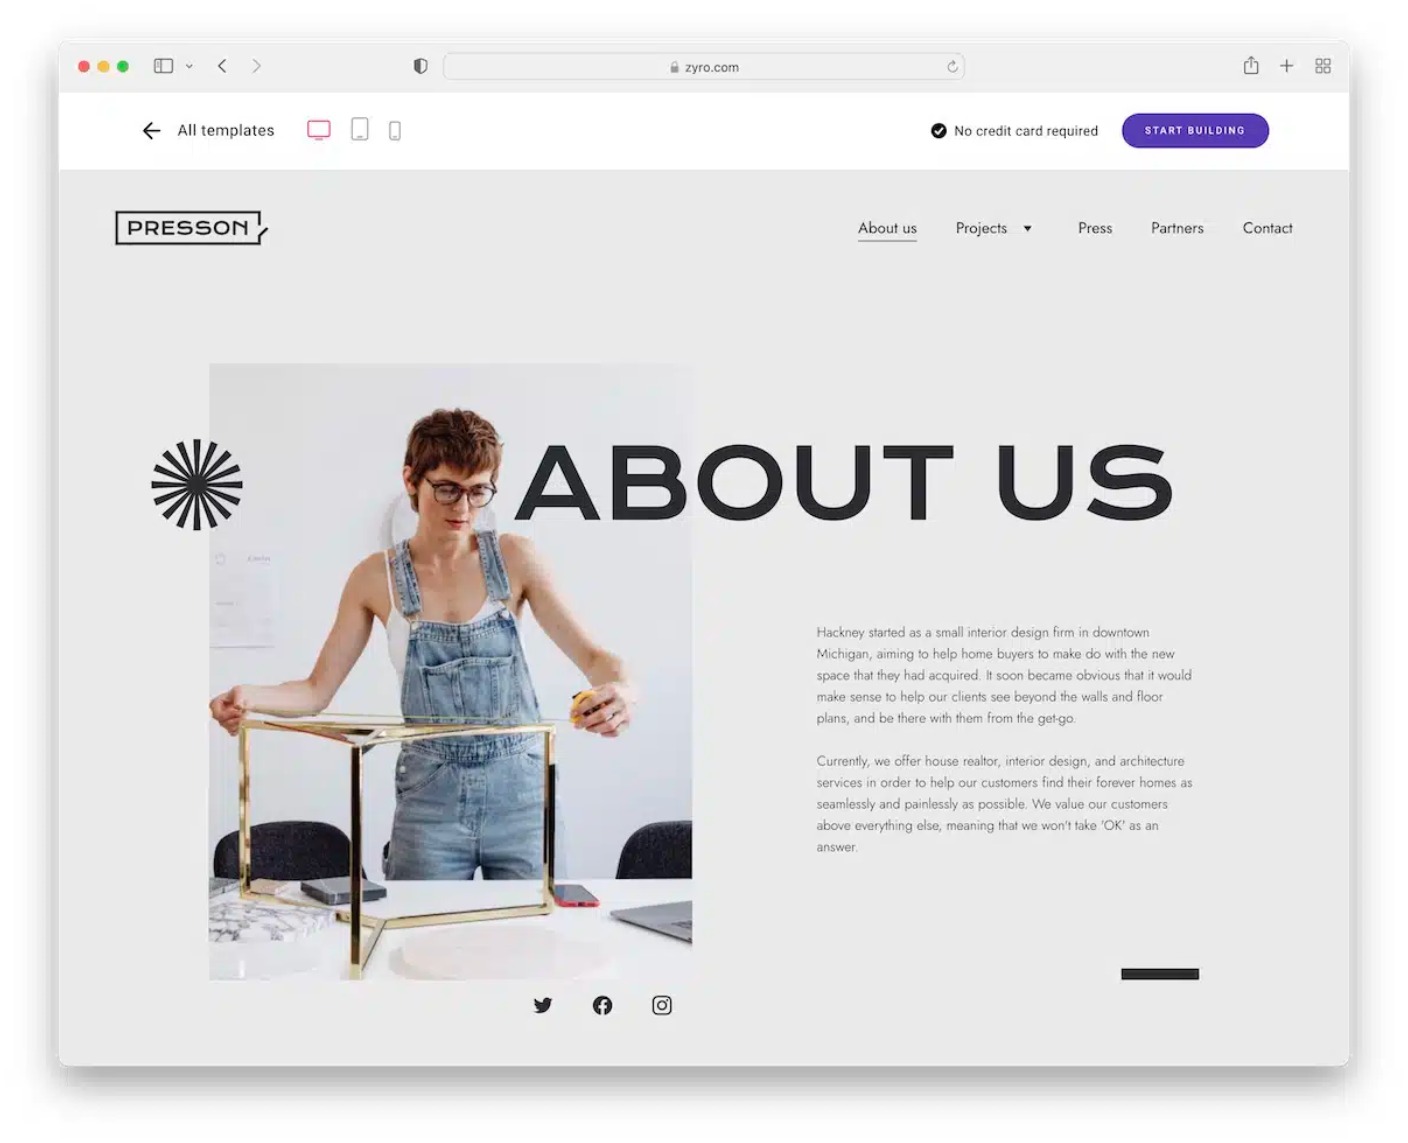 zyro.com
All templates
No credit card required
START BUILDING
PRESSON
About us
Projects
Press
Partners
Contact
ABOUT US
Hackney started as a small interior design firm in downtown
Michigan, aiming to help home buyers to make do with the new
space that they had acquired. It soon became obvious that it would
make sense to help our clients see beyond the walls and floor
plans, and be there with them from the get-go.
Currently, we offer house realtor, interior design, and architecture
services in order to help our customers find their forever homes as
seamlessly and painlessly as possible. We value our customers
above everything else, meaning that we won't take 'OK' as an
answer.